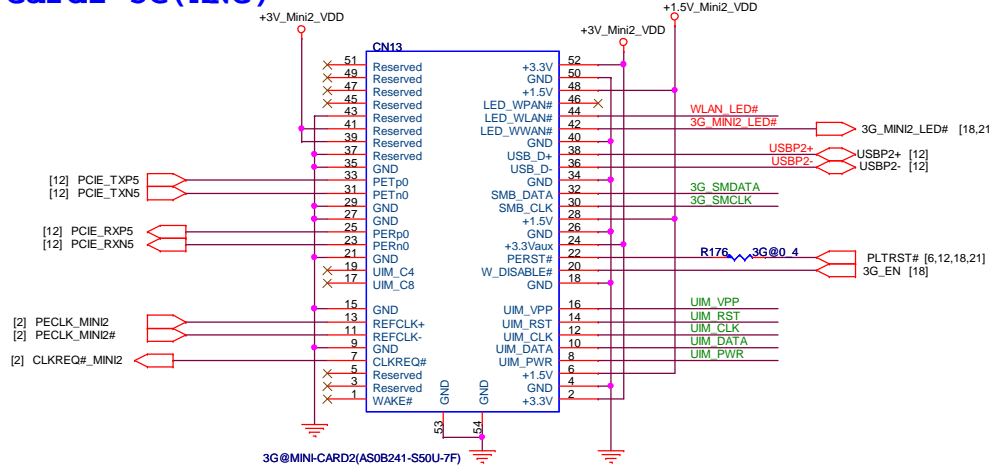 +1.5V_Mini2_VDD
+3V_Mini2_VDD
+3V_Mini2_VDD
CN13
51 Reserved +3.3V 52
49 Reserved GND 50
47 Reserved +1.5V 48
45 Reserved LED_WPAN# 46
43 Reserved LED_WLAN# 44 WLAN_LED#
41 Reserved LED_WWAN# 42 3G_MINI2_LED# 3G_MINI2_LED# [18,21
39 Reserved GND 40
37 Reserved USB_D+ 38 USBP2+ USBP2+ [12]
35 GND USB_D- 36 USBP2- USBP2- [12]
[12] PCIE_TXP5 33 PETp0 GND 34
[12] PCIE_TXN5 31 PETn0 SMB_DATA 32 3G_SMDATA
29 GND SMB_CLK 30 3G_SMCLK
27 GND +1.5V 28
[12] PCIE_RXP5 25 PERp0 GND 26
[12] PCIE_RXN5 23 PERn0 +3.3Vaux 24
21 GND PERST# 22 R176 3G@0_4 PLTRST# [6,12,18,21]
19 UIM_C4 W_DISABLE# 20 3G_EN [18]
17 UIM_C8 GND 18
15 GND UIM_VPP 16 UIM_VPP
[2] PECLK_MINI2 13 REFCLK+ UIM_RST 14 UIM_RST
[2] PECLK_MINI2# 11 REFCLK- UIM_CLK 12 UIM_CLK
9 GND UIM_DATA 10 UIM_DATA
[2] CLKREQ#_MINI2 7 CLKREQ# UIM_PWR 8 UIM_PWR
5 Reserved +1.5V 6
3 Reserved GND 4
1 WAKE# +3.3V 2
GND GND
53 54
3G@MINI-CARD2(AS0B241-S50U-7F)